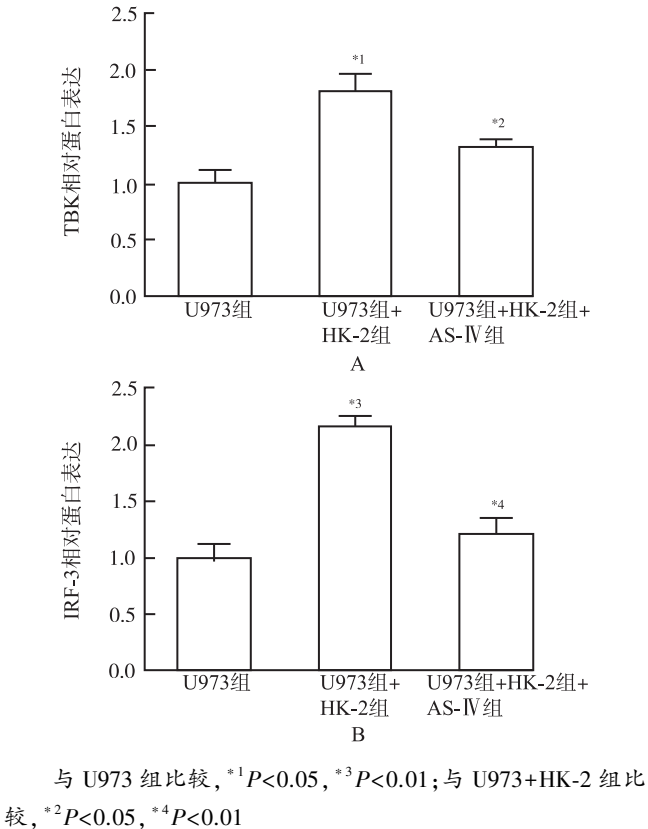 2.5
2.0
1.5
1.0
0.5
0.0
TBK相对蛋白表达
*1
*2
U973组
U973组+
HK-2组
U973组+HK-2组+
AS-Ⅳ组
A
2.5
2.0
1.5
1.0
0.5
0.0
IRF-3相对蛋白表达
*3
*4
U973组
U973组+
HK-2组
U973组+HK-2组+
AS-Ⅳ组
B
与 U973 组比较,*1P<0.05,*3P<0.01;与 U973+HK-2 组比
较,*2P<0.05,*4P<0.01